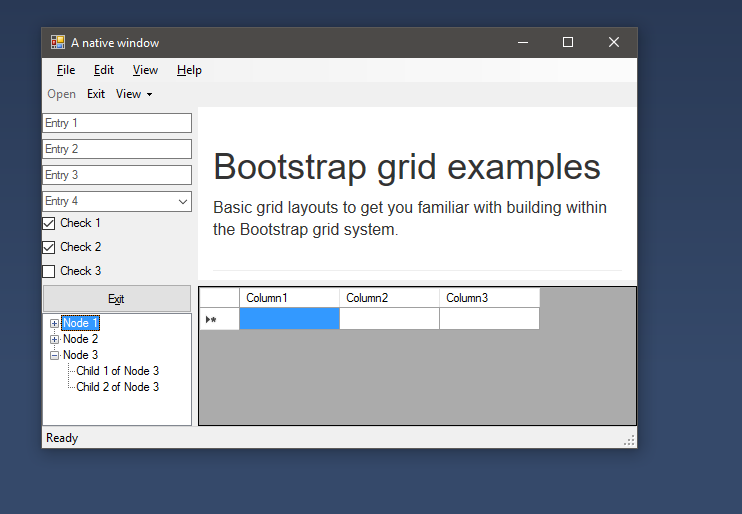 A native window
File Edit View Help
Open Exit View
Entry 1
Entry 2
Entry 3
Entry 4
Check 1
Check 2
Check 3
Exit
Node 1
Node 2
Node 3
Child 1 of Node 3
Child 2 of Node 3
Bootstrap grid examples
Basic grid layouts to get you familiar with building within
the Bootstrap grid system.
Column1 Column2 Column3
Ready